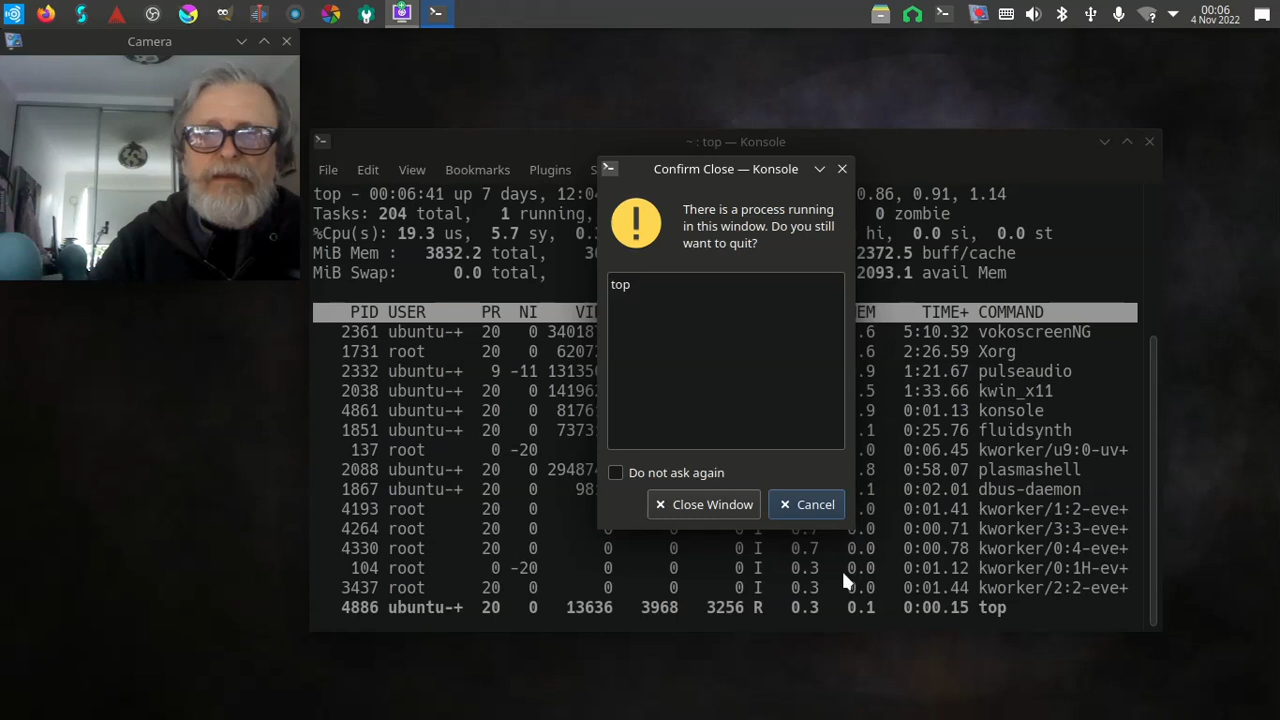 00:06
4 Nov 2022
Camera
~ : top — Konsole
File Edit View Bookmarks Plugins
Confirm Close — Konsole
There is a process running
in this window. Do you still
want to quit?
top
Do not ask again
Close Window Cancel
top - 00:06:41 up 7 days, 0.86, 0.91, 1.14
Tasks: 204 total, 1 running, 0 zombie
%Cpu(s): 19.3 us, 5.7 sy, hi, 0.0 si, 0.0 st
MiB Mem : 3832.2 total, 2372.5 buff/cache
MiB Swap: 0.0 total, 2093.1 avail Mem
PID USER PR NI TIME+ COMMAND
2361 ubuntu-+ 20 0 5:10.32 vokoscreenNG
1731 root 20 0 2:26.59 Xorg
2332 ubuntu-+ 9 -11 1:21.67 pulseaudio
2038 ubuntu-+ 20 0 1:33.66 kwin_x11
4861 ubuntu-+ 20 0 0:01.13 konsole
1851 ubuntu-+ 20 0 0:25.76 fluidsynth
137 root 0 -20 0:06.45 kworker/u9:0-uv+
2088 ubuntu-+ 20 0 0:58.07 plasmashell
1867 ubuntu-+ 20 0 0:02.01 dbus-daemon
4193 root 20 0 0:01.41 kworker/1:2-eve+
4264 root 20 0 0 0 0 I 0.7 0.0 0:00.71 kworker/3:3-eve+
4330 root 20 0 0 0 0 I 0.7 0.0 0:00.78 kworker/0:4-eve+
104 root 0 -20 0 0 0 I 0.3 0.0 0:01.12 kworker/0:1H-ev+
3437 root 20 0 0 0 0 I 0.3 0.0 0:01.44 kworker/2:2-eve+
4886 ubuntu-+ 20 0 13636 3968 3256 R 0.3 0.1 0:00.15 top